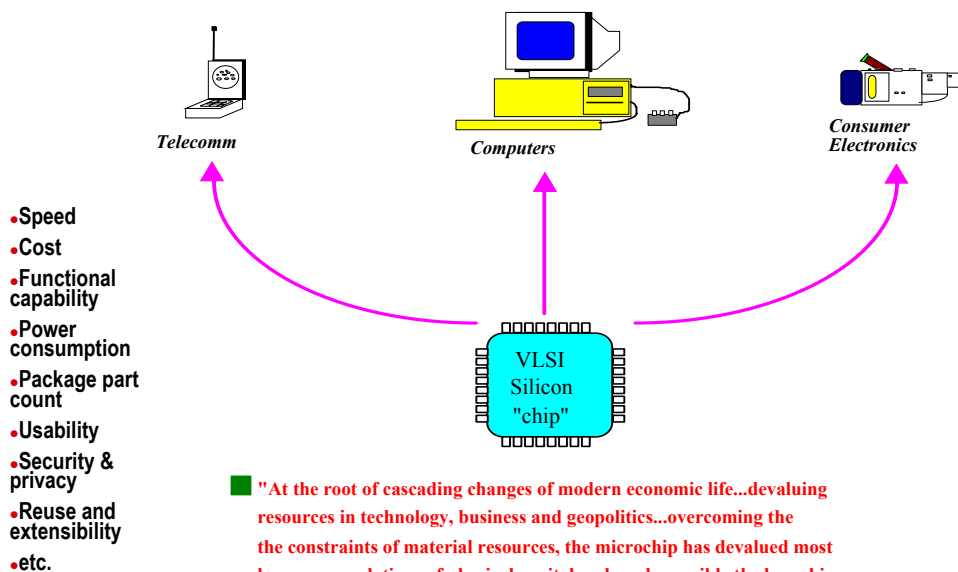 Telecomm
Computers
Consumer
Electronics
•Speed
•Cost
•Functional
capability
•Power
consumption
•Package part
count
•Usability
•Security &
privacy
•Reuse and
extensibility
•etc.
VLSI
Silicon
"chip"
"At the root of cascading changes of modern economic life...devaluing
resources in technology, business and geopolitics...overcoming the
the constraints of material resources, the microchip has devalued most